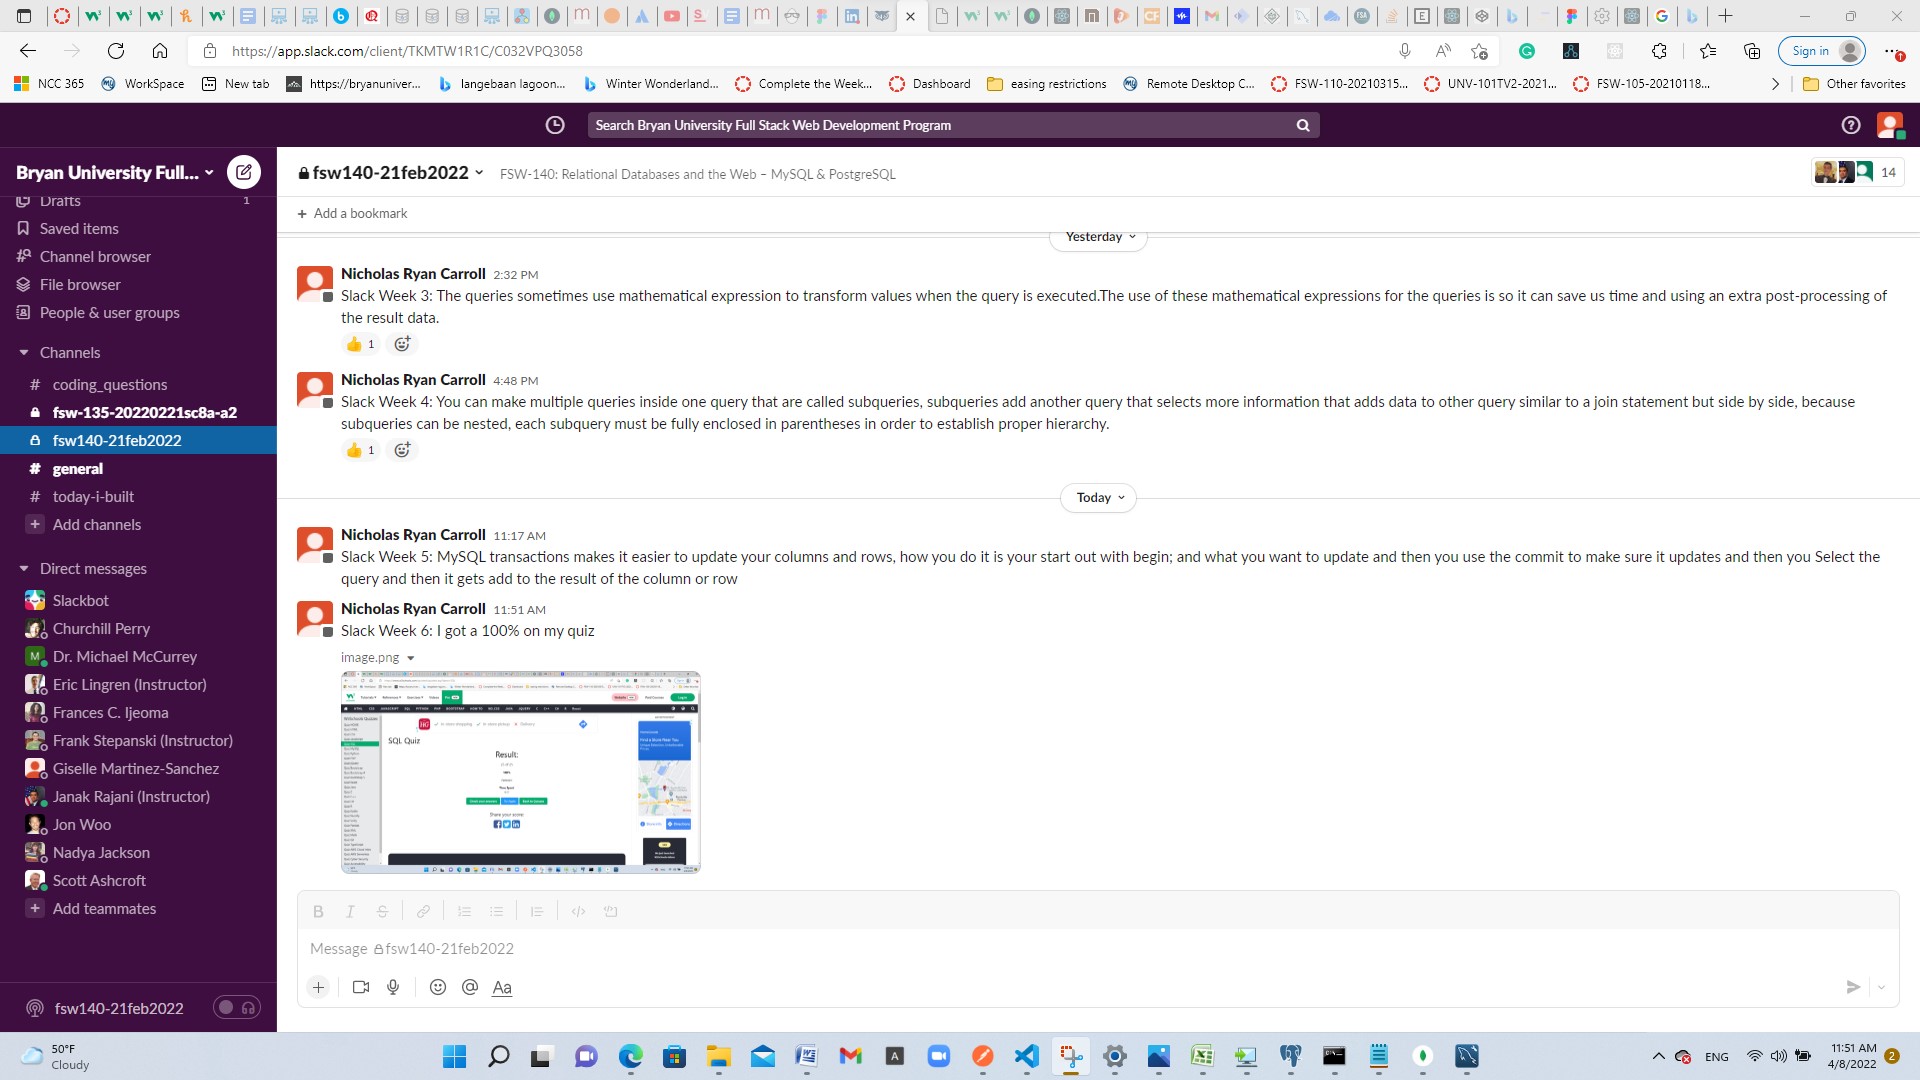 https://app.slack.com/client/TKMTW1R1C/C032VPQ3058
Sign in
NCC 365
WorkSpace
New tab
https://bryanuniver...
langebaan lagoon...
Winter Wonderland...
Complete the Week...
Dashboard
easing restrictions
Remote Desktop C...
FSW-110-20210315...
UNV-101TV2-2021...
FSW-105-20210118...
Other favorites
Search Bryan University Full Stack Web Development Program
Bryan University Full...
Drafts 1
Saved items
Channel browser
File browser
People & user groups
Channels
# coding_questions
fsw-135-20220221sc8a-a2
fsw140-21feb2022
# general
# today-i-built
+ Add channels
Direct messages
Slackbot
Churchill Perry
M Dr. Michael McCurrey
Eric Lingren (Instructor)
Frances C. Ijeoma
Frank Stepanski (Instructor)
Giselle Martinez-Sanchez
Janak Rajani (Instructor)
Jon Woo
Nadya Jackson
Scott Ashcroft
+ Add teammates
fsw140-21feb2022
fsw140-21feb2022
FSW-140: Relational Databases and the Web – MySQL & PostgreSQL
14
+ Add a bookmark
Yesterday
Nicholas Ryan Carroll 2:32 PM
Slack Week 3: The queries sometimes use mathematical expression to transform values when the query is executed.The use of these mathematical expressions for the queries is so it can save us time and using an extra post-processing of
the result data.
1
Nicholas Ryan Carroll 4:48 PM
Slack Week 4: You can make multiple queries inside one query that are called subqueries, subqueries add another query that selects more information that adds data to other query similar to a join statement but side by side, because
subqueries can be nested, each subquery must be fully enclosed in parentheses in order to establish proper hierarchy.
1
Today
Nicholas Ryan Carroll 11:17 AM
Slack Week 5: MySQL transactions makes it easier to update your columns and rows, how you do it is your start out with begin; and what you want to update and then you use the commit to make sure it updates and then you Select the
query and then it gets add to the result of the column or row
Nicholas Ryan Carroll 11:51 AM
Slack Week 6: I got a 100% on my quiz
image.png
SQL Quiz
Result:
Share your score:
Message fsw140-21feb2022
Aa
50°F
Cloudy
ENG
11:51 AM
4/8/2022
2